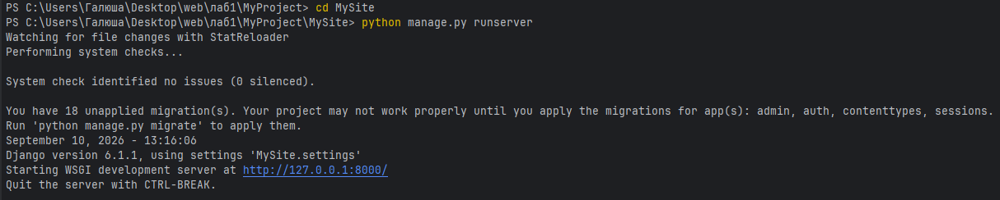 PS C:\Users\Галюша\Desktop\web\лаб1\MyProject> cd MySite
PS C:\Users\Галюша\Desktop\web\лаб1\MyProject\MySite> python manage.py runserver
Watching for file changes with StatReloader
Performing system checks...
System check identified no issues (0 silenced).
You have 18 unapplied migration(s). Your project may not work properly until you apply the migrations for app(s): admin, auth, contenttypes, sessions.
Run 'python manage.py migrate' to apply them.
September 10, 2026 - 13:16:06
Django version 6.1.1, using settings 'MySite.settings'
Starting WSGI development server at http://127.0.0.1:8000/
Quit the server with CTRL-BREAK.